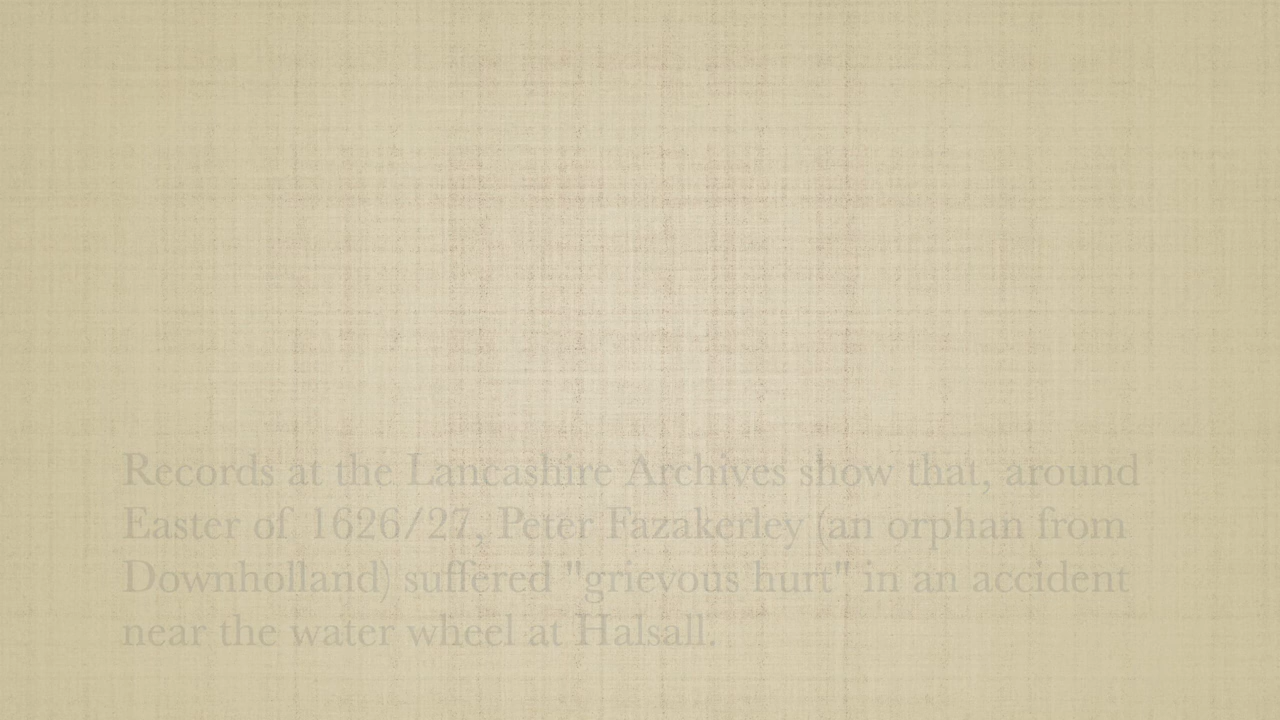 Records at the Lancashire Archives show that, around
Easter of 1626/27, Peter Fazakerley (an orphan from
Downholland) suffered "grievous hurt" in an accident
near the water wheel at Halsall.